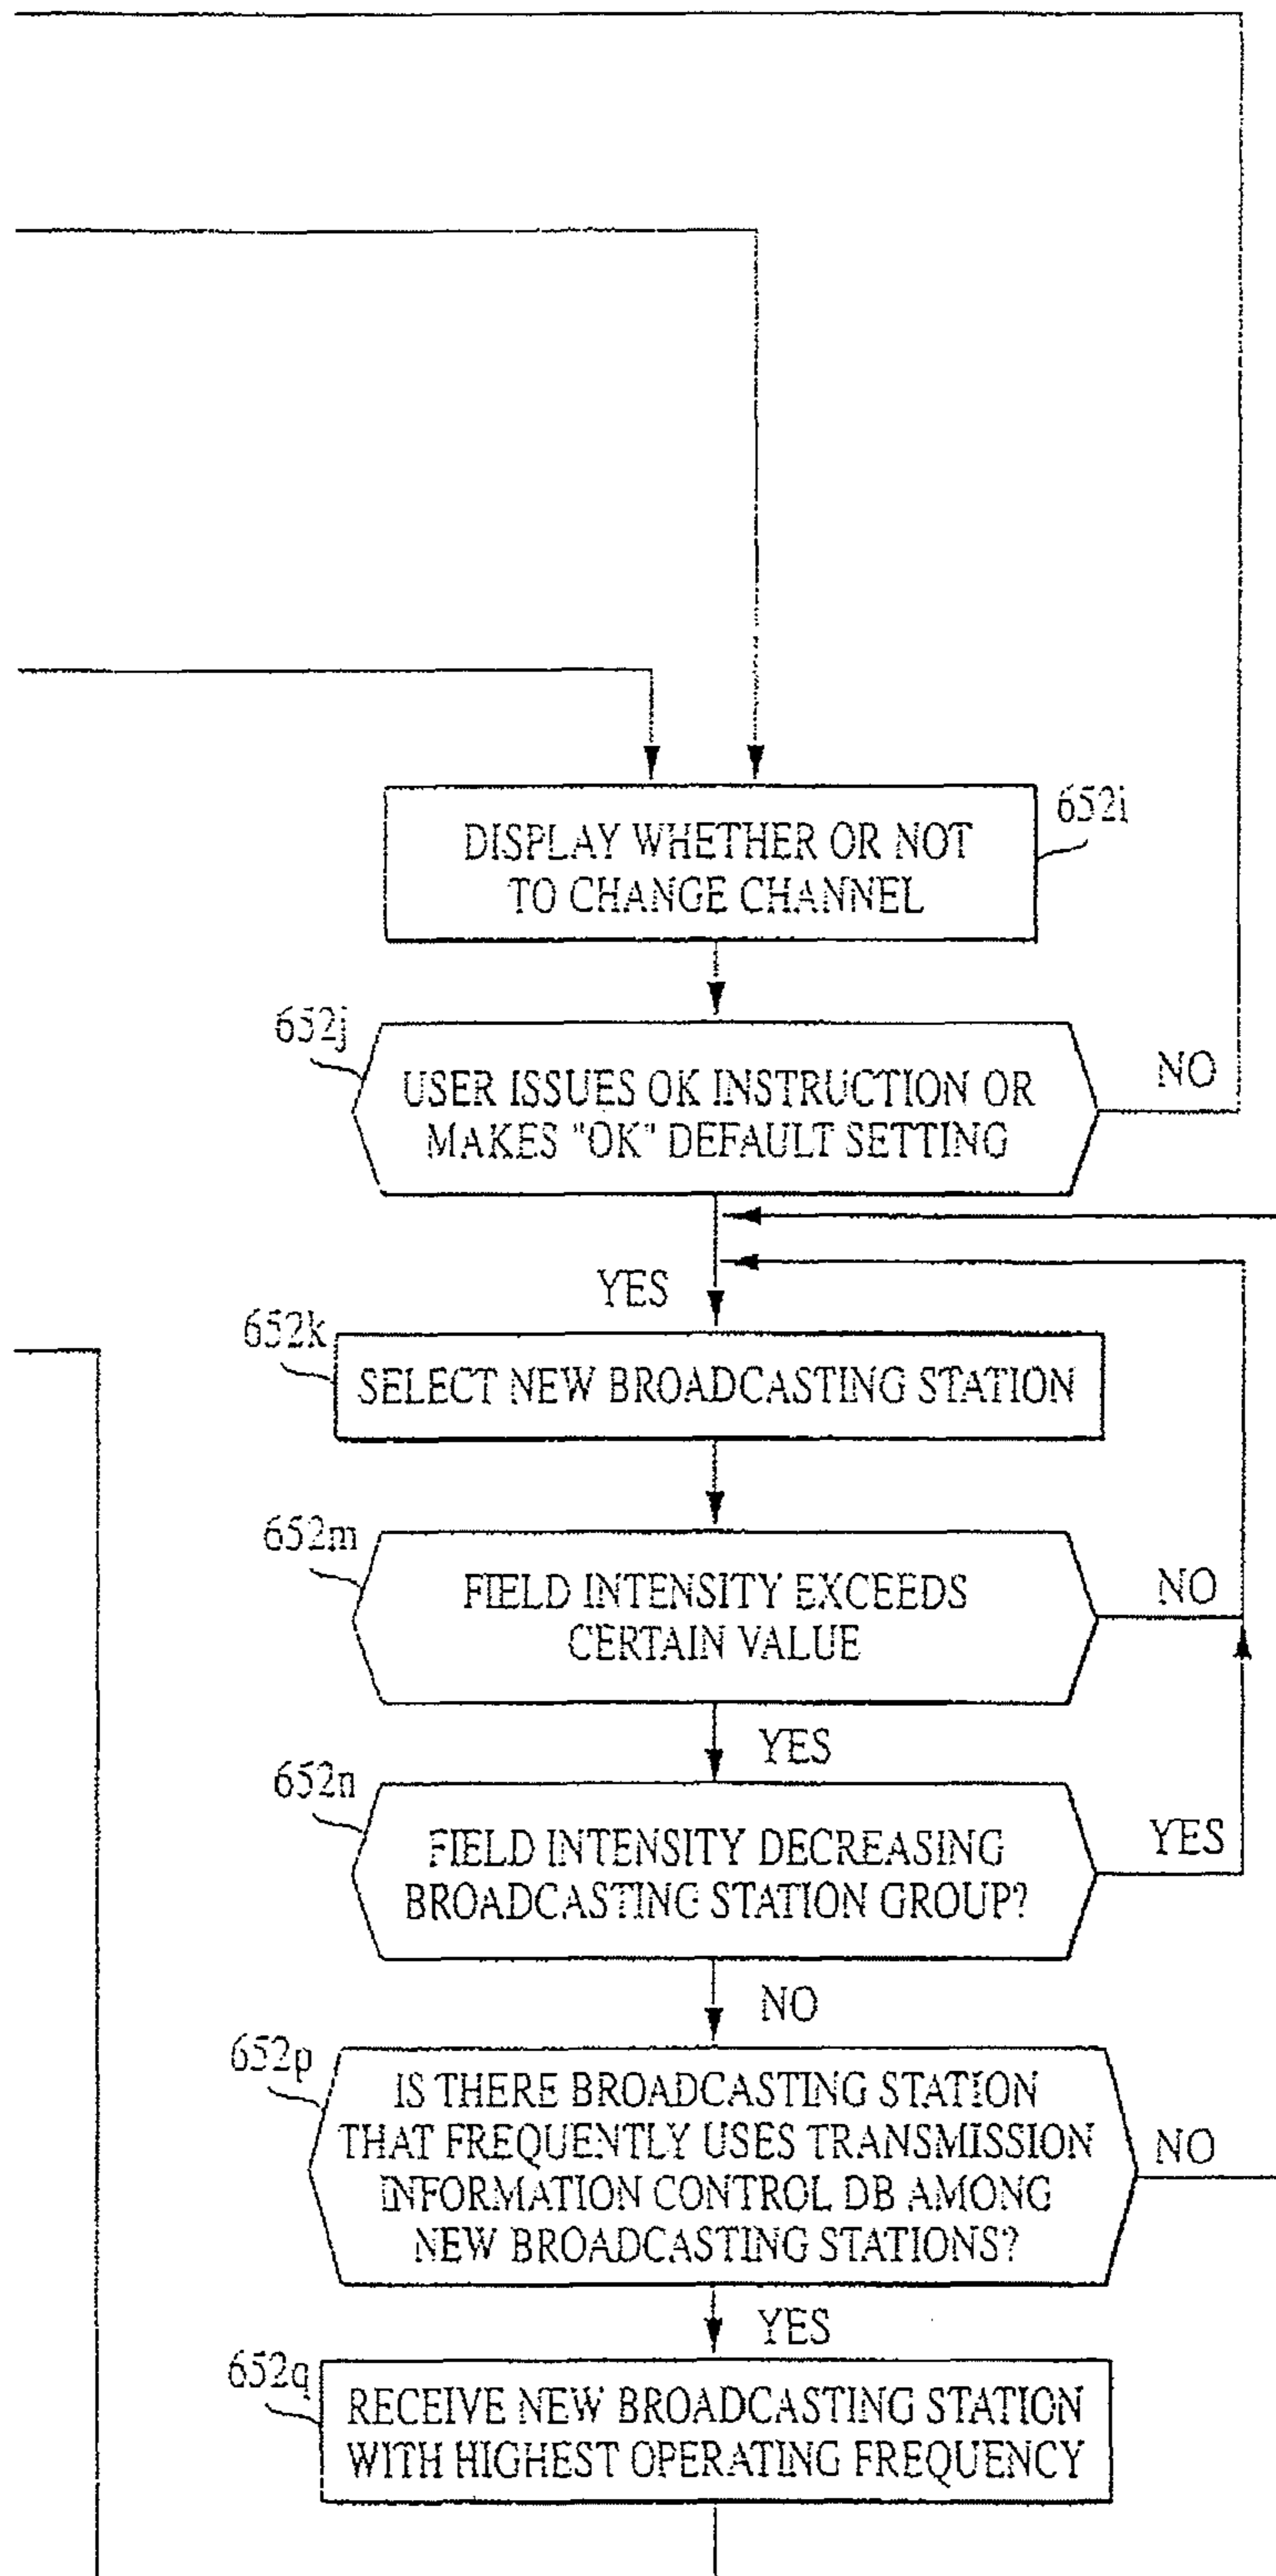 652i
DISPLAY WHETHER OR NOT
TO CHANGE CHANNEL
652j
USER ISSUES OK INSTRUCTION OR
MAKES "OK" DEFAULT SETTING
NO
YES
652k
SELECT NEW BROADCASTING STATION
652m
FIELD INTENSITY EXCEEDS
CERTAIN VALUE
NO
YES
652n
FIELD INTENSITY DECREASING
BROADCASTING STATION GROUP?
YES
NO
652p
IS THERE BROADCASTING STATION
THAT FREQUENTLY USES TRANSMISSION
INFORMATION CONTROL DB AMONG
NEW BROADCASTING STATIONS?
NO
YES
652q
RECEIVE NEW BROADCASTING STATION
WITH HIGHEST OPERATING FREQUENCY